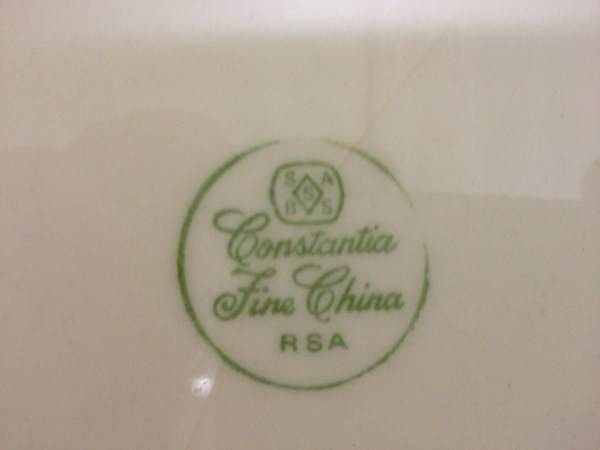 S A
S
B S
Constantia
Fine China
RSA